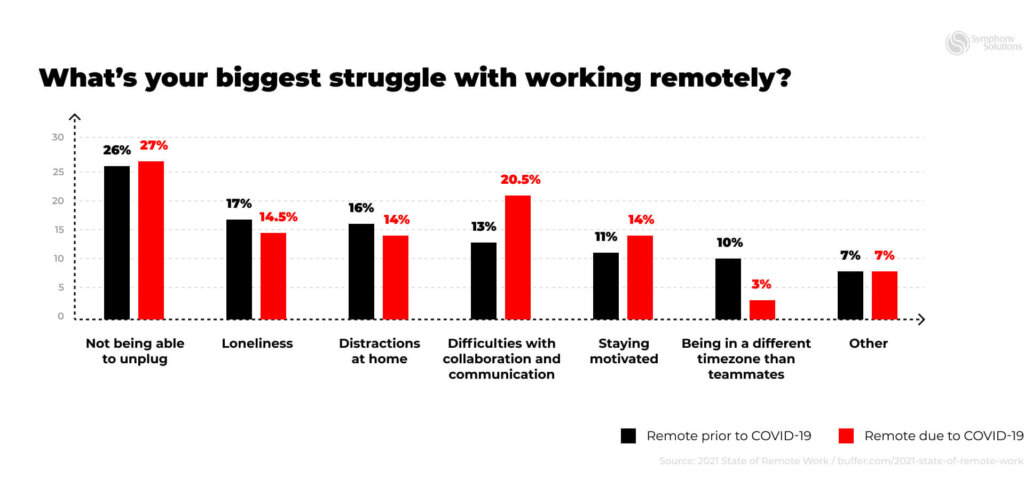 Symphony
Solutions
What's your biggest struggle with working remotely?
30
25
20
15
10
5
0
26%
27%
17%
14.5%
16%
14%
13%
20.5%
11%
14%
10%
3%
7%
7%
Not being able
to unplug
Loneliness
Distractions
at home
Difficulties with
collaboration and
communication
Staying
motivated
Being in a different
timezone than
teammates
Other
Remote prior to COVID-19
Remote due to COVID-19
Source: 2021 State of Remote Work / buffer.com/2021-state-of-remote-work